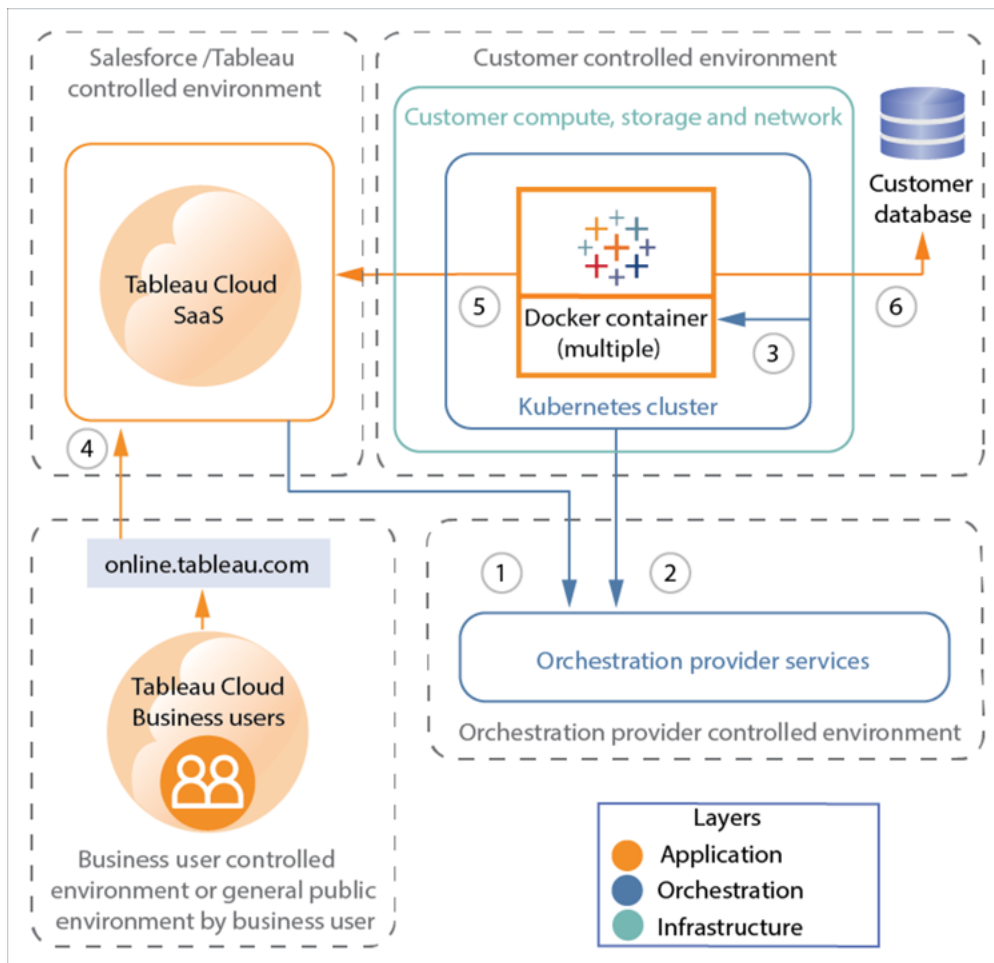 Salesforce /Tableau
controlled environment
Customer controlled environment
Customer compute, storage and network
Customer
database
Tableau Cloud
SaaS
Docker container
(multiple)
5
3
6
Kubernetes cluster
4
online.tableau.com
1
2
Orchestration provider services
Orchestration provider controlled environment
Tableau Cloud
Business users
Business user controlled
environment or general public
environment by business user
Layers
Application
Orchestration
Infrastructure